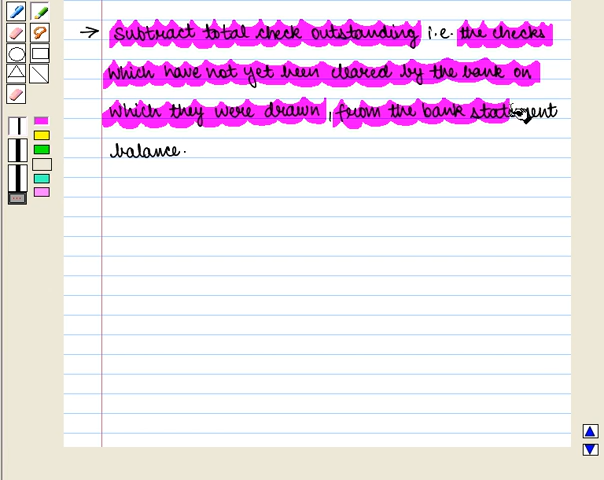 → Subtract total check outstanding i.e. the checks
which have not yet been cleared by the bank on
which they were drawn, from the bank statement
balance.